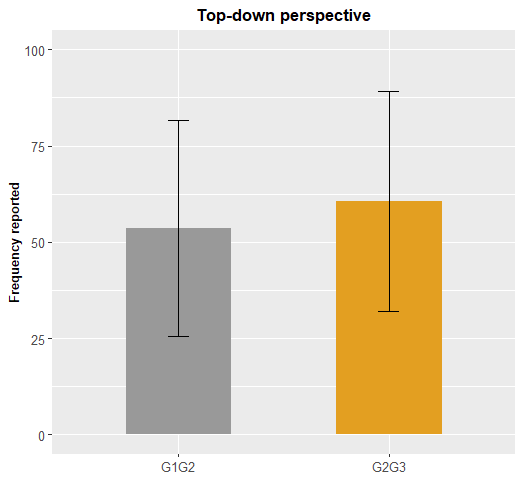 Top-down perspective
Frequency reported
100
75
50
25
0
G1G2
G2G3